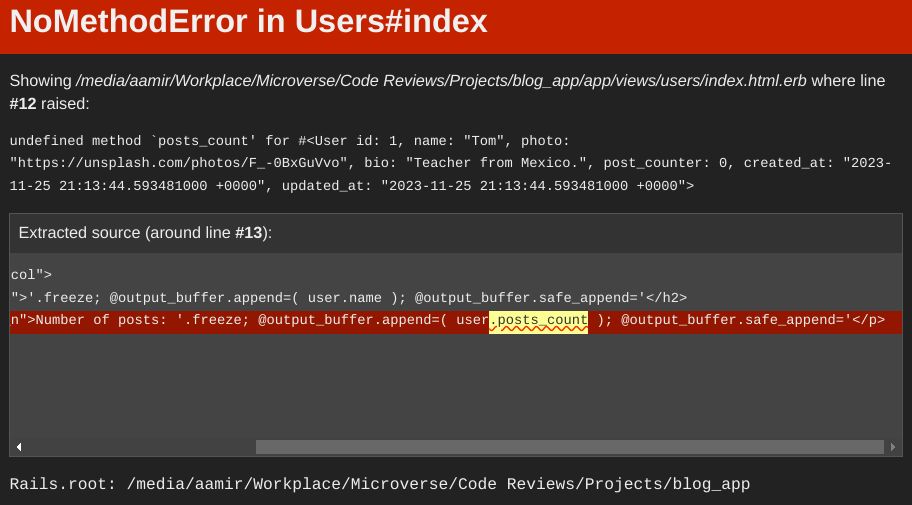 NoMethodError in Users#index
Showing /media/aamir/Workplace/Microverse/Code Reviews/Projects/blog_app/app/views/users/index.html.erb where line
#12 raised:
undefined method `posts_count' for #<User id: 1, name: "Tom", photo:
"https://unsplash.com/photos/F_-0BxGuVvo", bio: "Teacher from Mexico.", post_counter: 0, created_at: "2023-
11-25 21:13:44.593481000 +0000", updated_at: "2023-11-25 21:13:44.593481000 +0000">
Extracted source (around line #13):
col">
">'.freeze; @output_buffer.append=( user.name ); @output_buffer.safe_append='</h2>
n">Number of posts: '.freeze; @output_buffer.append=( user.posts_count ); @output_buffer.safe_append='</p>
Rails.root: /media/aamir/Workplace/Microverse/Code Reviews/Projects/blog_app